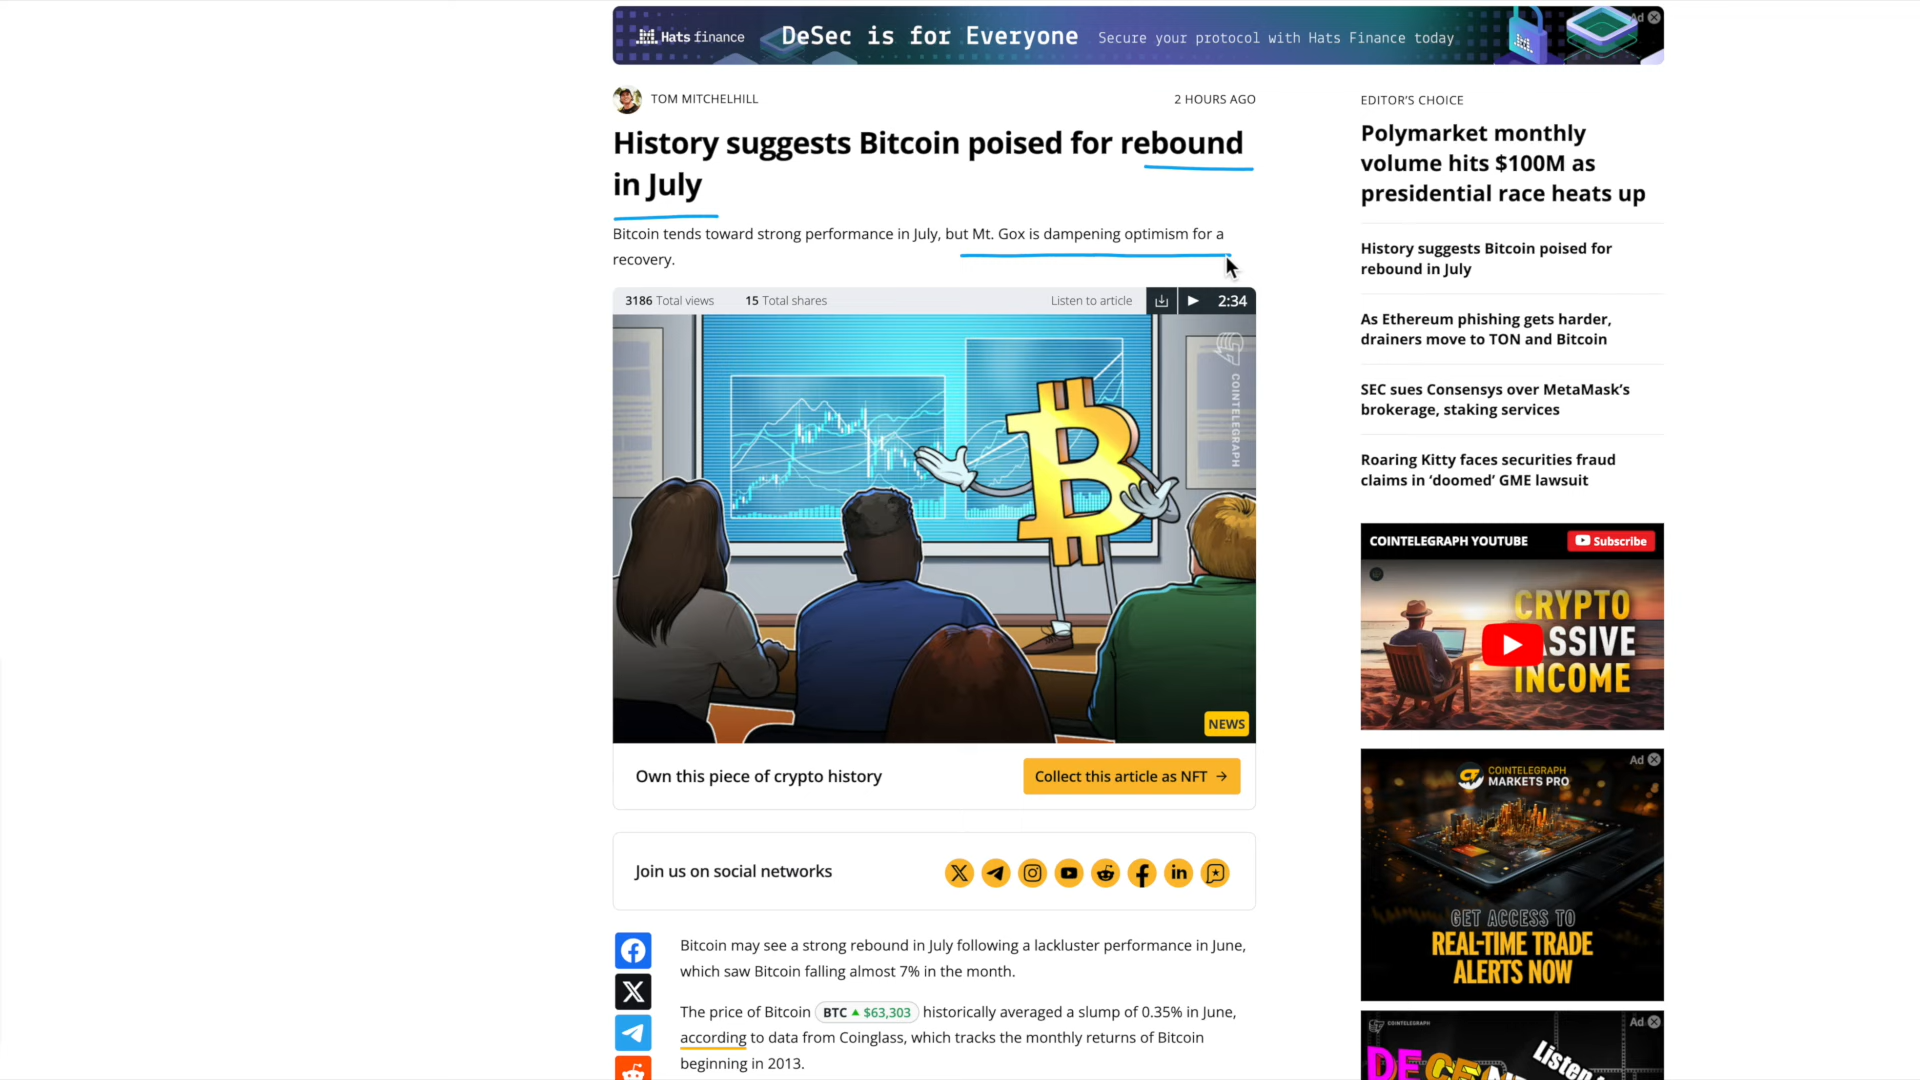 Hats finance DeSec is for Everyone Secure your protocol with Hats Finance today
Ad
TOM MITCHELHILL
2 HOURS AGO
History suggests Bitcoin poised for rebound
in July
Bitcoin tends toward strong performance in July, but Mt. Gox is dampening optimism for a
recovery.
3186 Total views 15 Total shares Listen to article 2:34
COINTELEGRAPH
NEWS
Own this piece of crypto history
Collect this article as NFT →
Join us on social networks
Bitcoin may see a strong rebound in July following a lackluster performance in June,
which saw Bitcoin falling almost 7% in the month.
The price of Bitcoin BTC ▲ $63,303 historically averaged a slump of 0.35% in June,
according to data from Coinglass, which tracks the monthly returns of Bitcoin
beginning in 2013.
EDITOR'S CHOICE
Polymarket monthly
volume hits $100M as
presidential race heats up
History suggests Bitcoin poised for
rebound in July
As Ethereum phishing gets harder,
drainers move to TON and Bitcoin
SEC sues Consensys over MetaMask's
brokerage, staking services
Roaring Kitty faces securities fraud
claims in 'doomed' GME lawsuit
COINTELEGRAPH YOUTUBE
Subscribe
CRYPTO
ASSIVE
INCOME
Ad
COINTELEGRAPH
MARKETS PRO
GET ACCESS TO
REAL-TIME TRADE
ALERTS NOW
COINTELEGRAPH
Ad
Listen